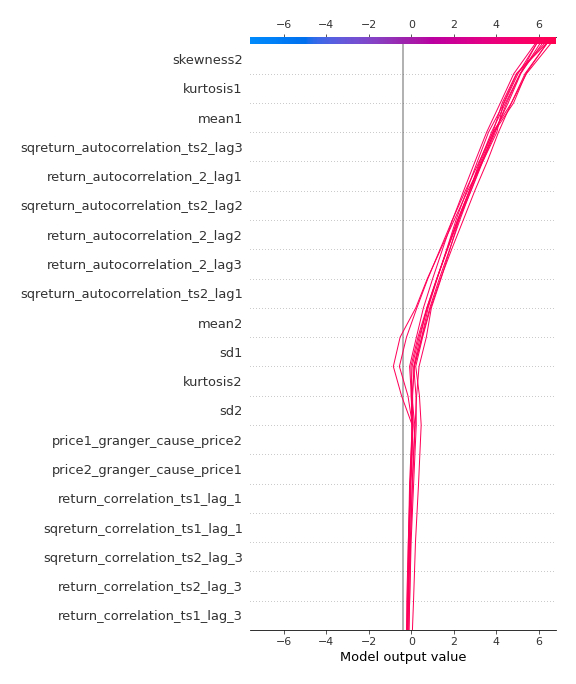 −6 −4 −2 0 2 4 6
skewness2
kurtosis1
mean1
sqreturn_autocorrelation_ts2_lag3
return_autocorrelation_2_lag1
sqreturn_autocorrelation_ts2_lag2
return_autocorrelation_2_lag2
return_autocorrelation_2_lag3
sqreturn_autocorrelation_ts2_lag1
mean2
sd1
kurtosis2
sd2
price1_granger_cause_price2
price2_granger_cause_price1
return_correlation_ts1_lag_1
sqreturn_correlation_ts1_lag_1
sqreturn_correlation_ts2_lag_3
return_correlation_ts2_lag_3
return_correlation_ts1_lag_3
−6 −4 −2 0 2 4 6
Model output value